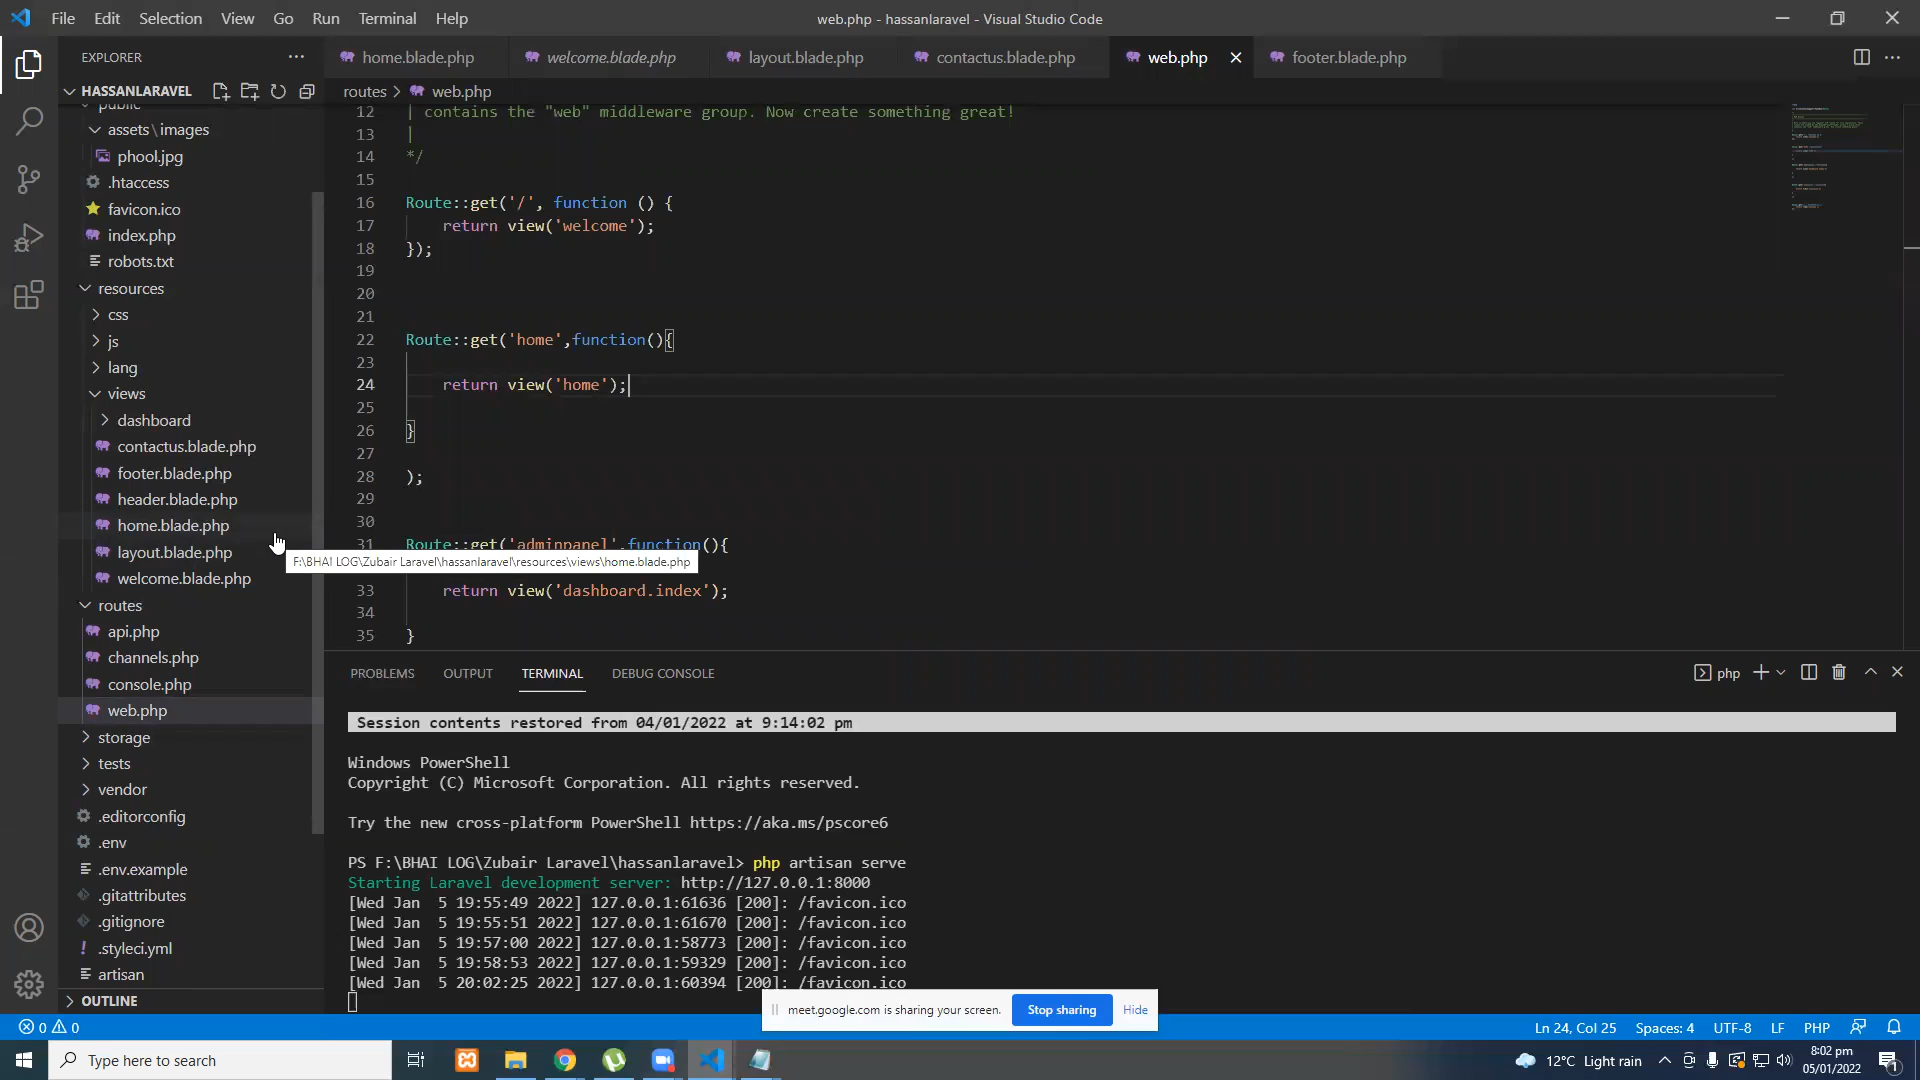 File Edit Selection View Go Run Terminal Help
web.php - hassanlaravel - Visual Studio Code
EXPLORER
home.blade.php
welcome.blade.php
layout.blade.php
contactus.blade.php
web.php
footer.blade.php
HASSANLARAVEL
routes > web.php
public
assets\images
phool.jpg
.htaccess
favicon.ico
index.php
robots.txt
resources
css
js
lang
views
dashboard
contactus.blade.php
footer.blade.php
header.blade.php
home.blade.php
layout.blade.php
welcome.blade.php
routes
api.php
channels.php
console.php
web.php
storage
tests
vendor
.editorconfig
.env
.env.example
.gitattributes
.gitignore
.styleci.yml
artisan
OUTLINE
12 | contains the "web" middleware group. Now create something great!
13 |
14 */
15
16 Route::get('/', function () {
17 return view('welcome');
18 });
19
20
21
22 Route::get('home',function(){
23
24 return view('home');
25
26 }
27
28 );
29
30
31 Route::get('adminpanel',function(){
F:\BHAI LOG\Zubair Laravel\hassanlaravel\resources\views\home.blade.php
33 return view('dashboard.index');
34
35 }
PROBLEMS OUTPUT TERMINAL DEBUG CONSOLE
php
Session contents restored from 04/01/2022 at 9:14:02 pm
Windows PowerShell
Copyright (C) Microsoft Corporation. All rights reserved.
Try the new cross-platform PowerShell https://aka.ms/pscore6
PS F:\BHAI LOG\Zubair Laravel\hassanlaravel> php artisan serve
Starting Laravel development server: http://127.0.0.1:8000
[Wed Jan  5 19:55:49 2022] 127.0.0.1:61636 [200]: /favicon.ico
[Wed Jan  5 19:55:51 2022] 127.0.0.1:61670 [200]: /favicon.ico
[Wed Jan  5 19:57:00 2022] 127.0.0.1:58773 [200]: /favicon.ico
[Wed Jan  5 19:58:53 2022] 127.0.0.1:59329 [200]: /favicon.ico
[Wed Jan  5 20:02:25 2022] 127.0.0.1:60394 [200]: /favicon.ico
meet.google.com is sharing your screen. Stop sharing Hide
0 0
Ln 24, Col 25 Spaces: 4 UTF-8 LF PHP
Type here to search
12°C Light rain
8:02 pm
05/01/2022
1